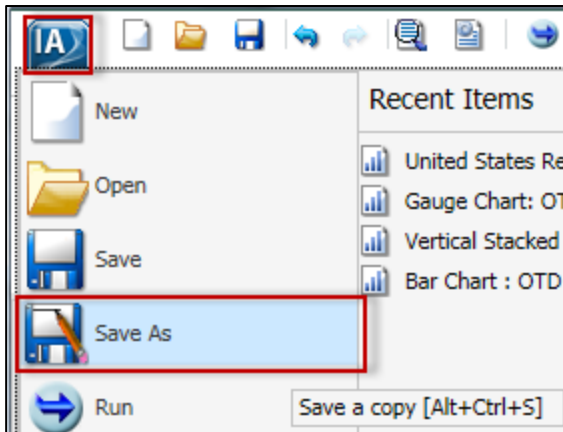 IA
New
Open
Save
Save As
Run
Recent Items
United States Re
Gauge Chart: OT
Vertical Stacked
Bar Chart : OTD
Save a copy [Alt+Ctrl+S]